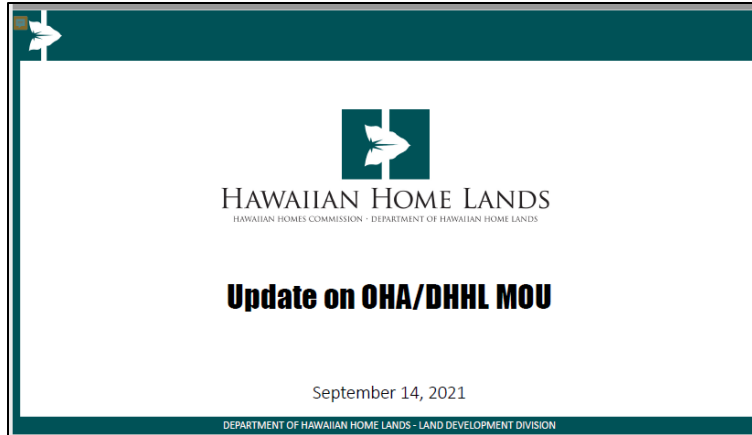 HAWAIIAN HOME LANDS
HAWAIIAN HOMES COMMISSION · DEPARTMENT OF HAWAIIAN HOME LANDS
Update on OHA/DHHL MOU
September 14, 2021
DEPARTMENT OF HAWAIIAN HOME LANDS - LAND DEVELOPMENT DIVISION